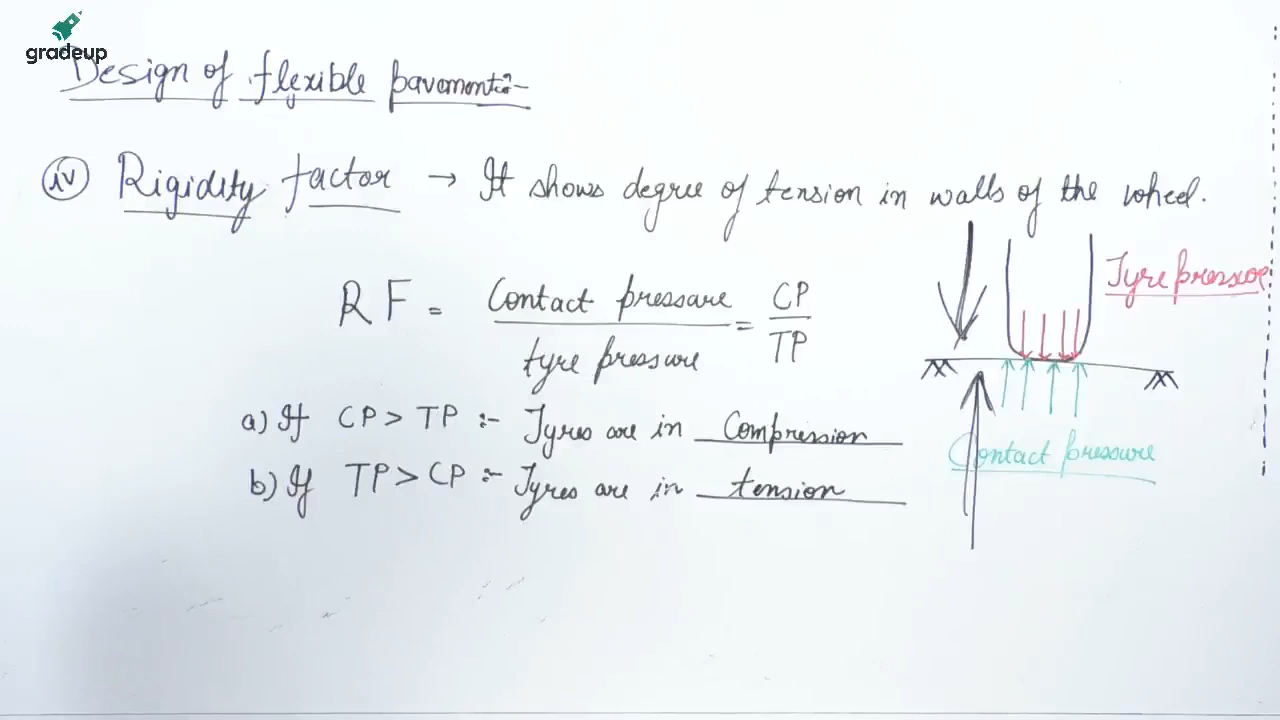 gradeup
Design of flexible pavements:-
(iv) Rigidity factor → It shows degree of tension in walls of the wheel.
Tyre pressure
RF = Contact pressure / tyre pressure = CP / TP
a) If CP > TP :- Tyres are in Compression
Contact pressure
b) If TP > CP :- Tyres are in tension